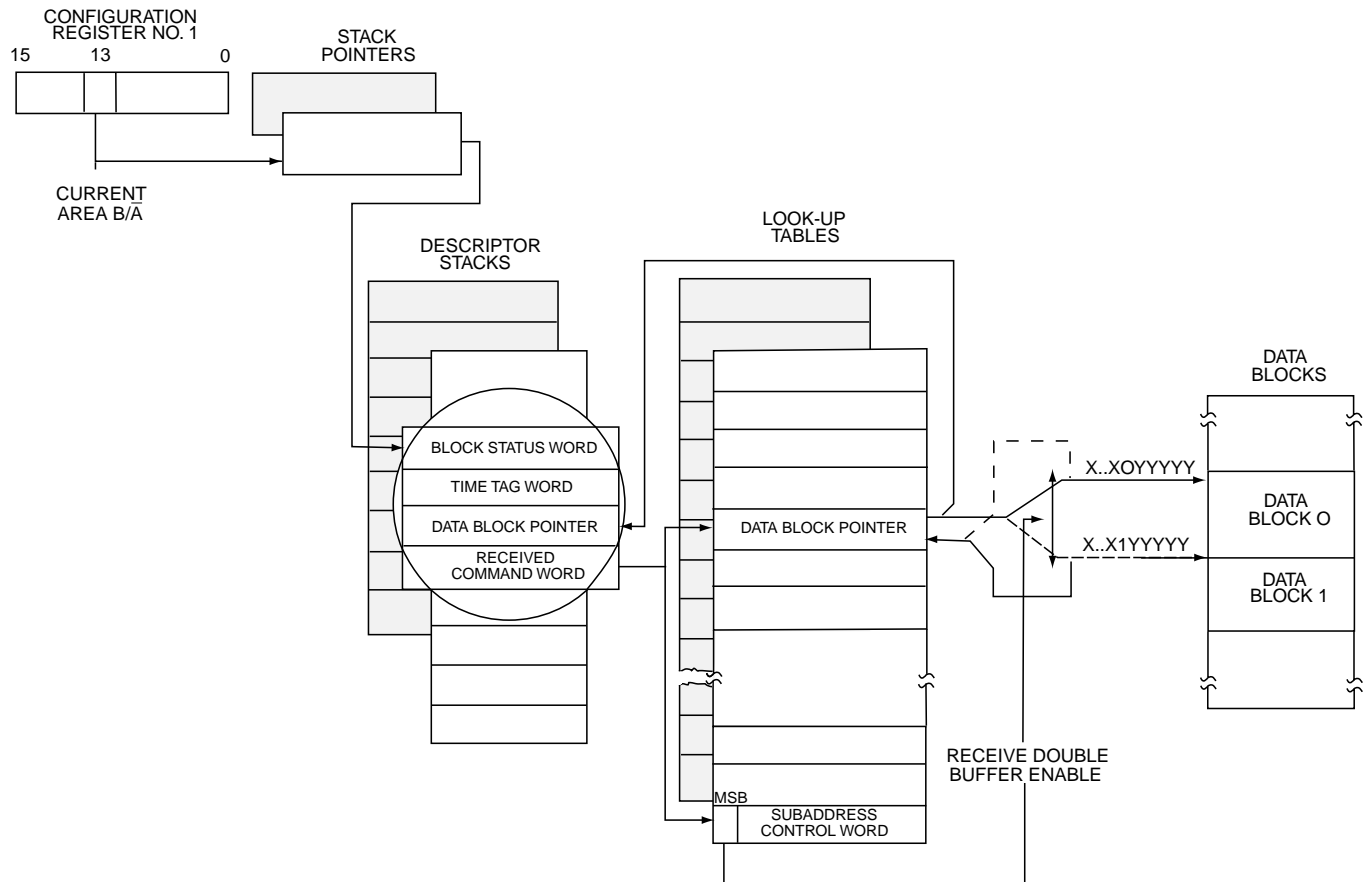 CONFIGURATION
REGISTER NO. 1
15 13 0
STACK
POINTERS
CURRENT
AREA B/A̅
DESCRIPTOR
STACKS
BLOCK STATUS WORD
TIME TAG WORD
DATA BLOCK POINTER
RECEIVED
COMMAND WORD
LOOK-UP
TABLES
DATA BLOCK POINTER
MSB
SUBADDRESS
CONTROL WORD
RECEIVE DOUBLE
BUFFER ENABLE
X..XOYYYYY
X..X1YYYYY
DATA
BLOCKS
DATA
BLOCK O
DATA
BLOCK 1